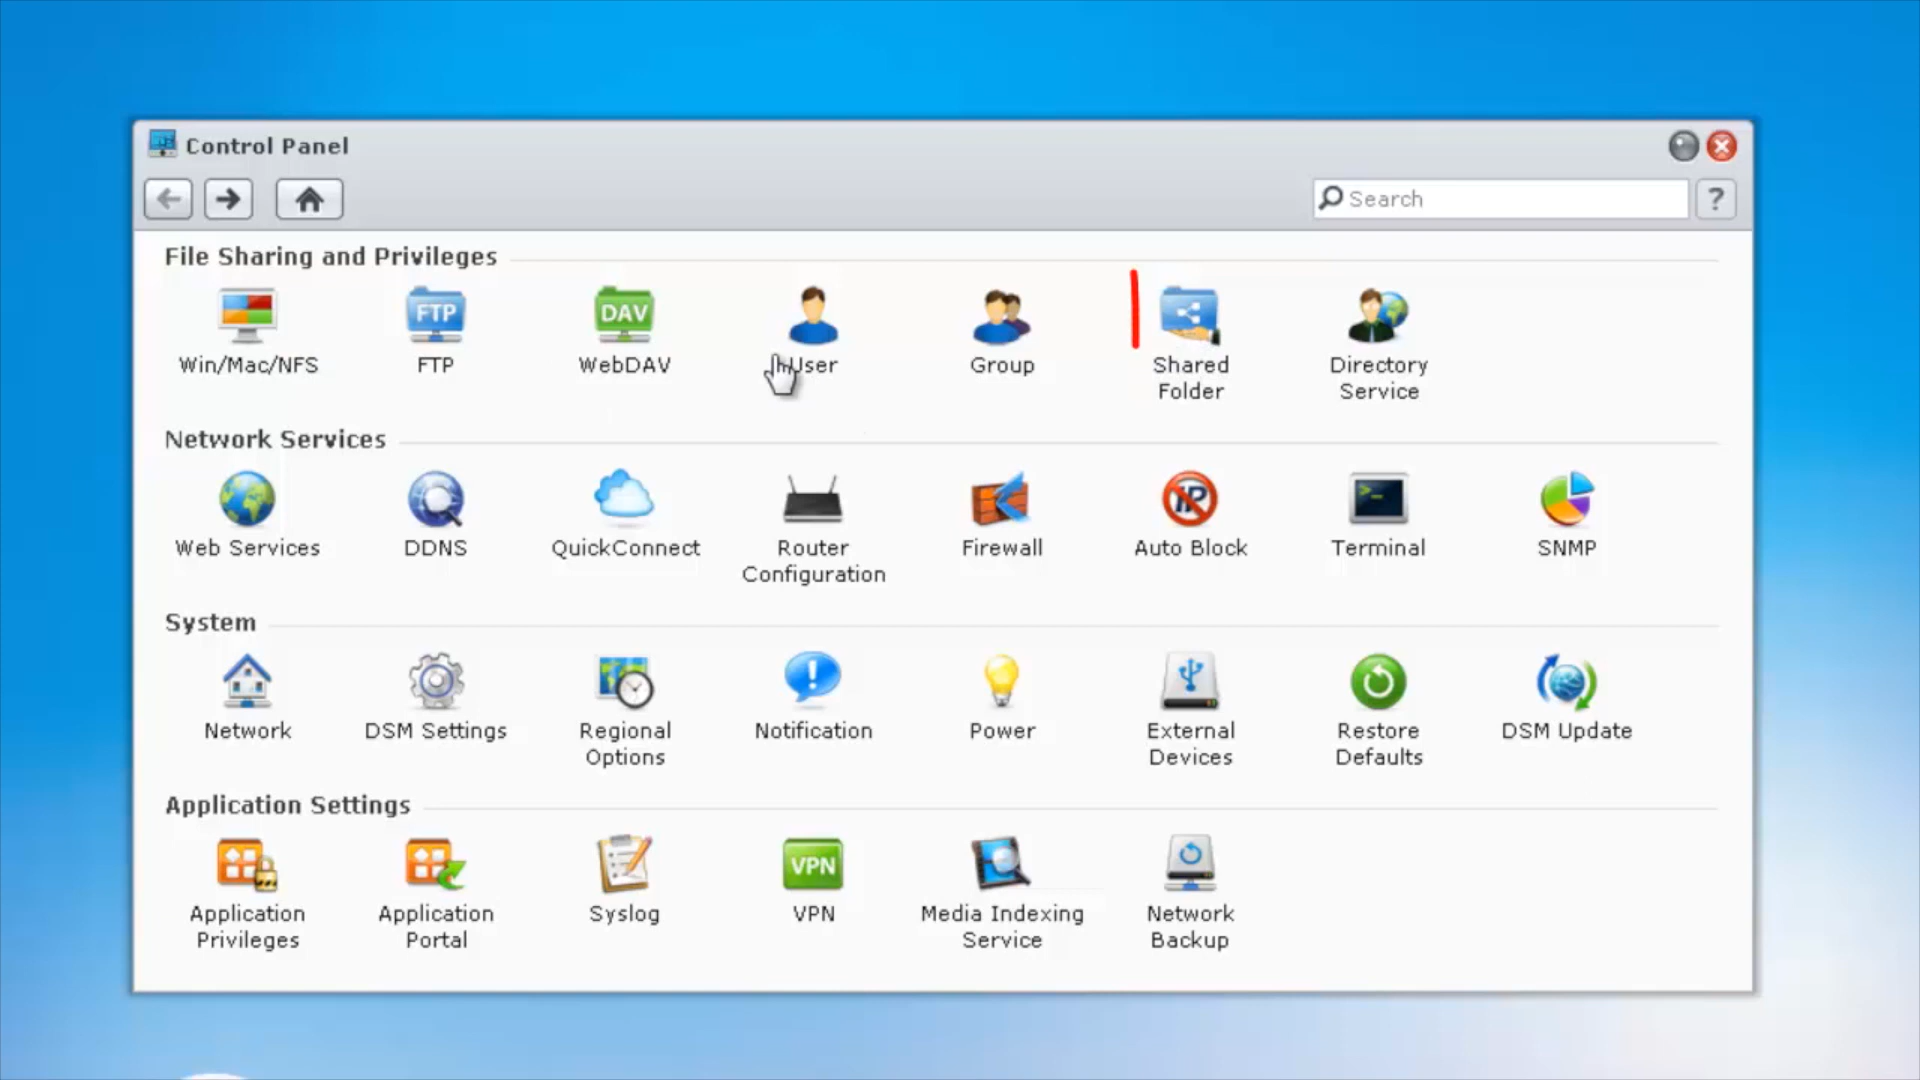 Control Panel
Search
?
File Sharing and Privileges
FTP
DAV
Win/Mac/NFS
FTP
WebDAV
User
Group
Shared
Folder
Directory
Service
Network Services
IP
>-
Web Services
DDNS
QuickConnect
Router
Configuration
Firewall
Auto Block
Terminal
SNMP
System
!
Network
DSM Settings
Regional
Options
Notification
Power
External
Devices
Restore
Defaults
DSM Update
Application Settings
VPN
Application
Privileges
Application
Portal
Syslog
VPN
Media Indexing
Service
Network
Backup